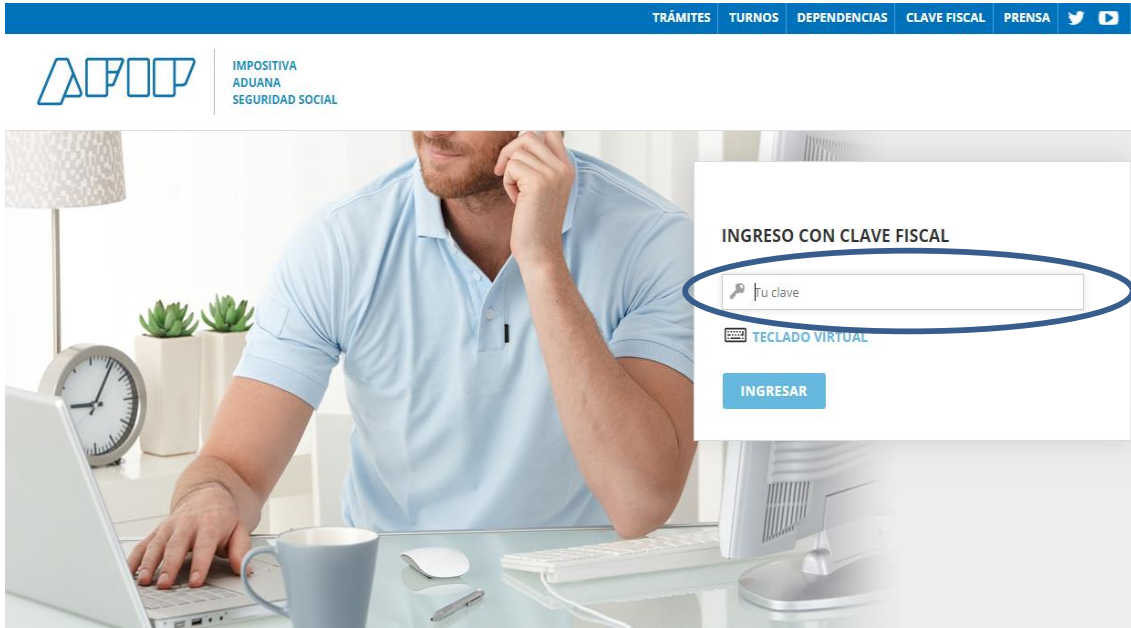 TRÁMITES TURNOS DEPENDENCIAS CLAVE FISCAL PRENSA
AFIP
IMPOSITIVA
ADUANA
SEGURIDAD SOCIAL
INGRESO CON CLAVE FISCAL
Tu clave
TECLADO VIRTUAL
INGRESAR